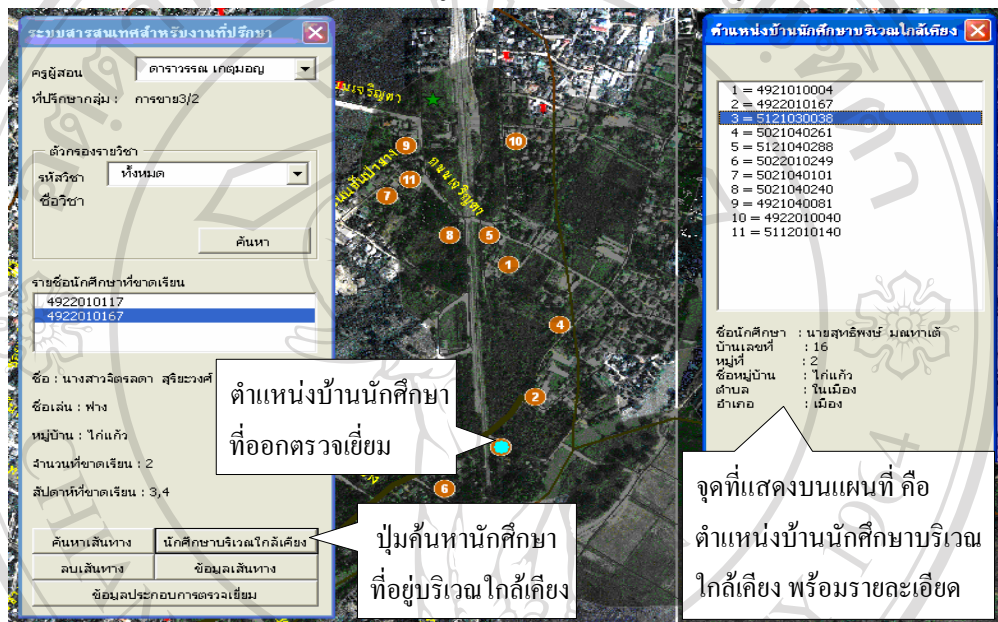 ระบบสารสนเทศสำหรับงานที่ปรึกษา
ครูผู้สอน
ดาราวรรณ เกตุมอญ
ที่ปรึกษากลุ่ม : การขาย3/2
ตัวกรองรายวิชา
รหัสวิชา
ทั้งหมด
ชื่อวิชา
ค้นหา
รายชื่อนักศึกษาที่ขาดเรียน
4922010117
4922010167
ชื่อ : นางสาวจิตรลดา สุริยะวงศ์
ชื่อเล่น : ฟาง
หมู่บ้าน : ไก่แก้ว
จำนวนที่ขาดเรียน : 2
สัปดาห์ที่ขาดเรียน : 3,4
ค้นหาเส้นทาง
นักศึกษาบริเวณใกล้เคียง
ลบเส้นทาง
ข้อมูลเส้นทาง
ข้อมูลประกอบการตรวจเยี่ยม
ถนนเจริญตา
9
10
11
7
8
5
1
4
2
6
ตำแหน่งบ้านนักศึกษา
ที่ออกตรวจเยี่ยม
ปุ่มค้นหานักศึกษา
ที่อยู่บริเวณใกล้เคียง
ตำแหน่งบ้านนักศึกษาบริเวณใกล้เคียง
1 = 4921010004
2 = 4922010167
3 = 5121030038
4 = 5021040261
5 = 5121040288
6 = 5022010249
7 = 5021040101
8 = 5021040240
9 = 4921040081
10 = 4922010040
11 = 5112010140
ชื่อนักศึกษา : นายสุทธิพงษ์ มณฑาเต้
บ้านเลขที่ : 16
หมู่ที่ : 2
ชื่อหมู่บ้าน : ไก่แก้ว
ตำบล : ในเมือง
อำเภอ : เมือง
จุดที่แสดงบนแผนที่ คือ
ตำแหน่งบ้านนักศึกษาบริเวณ
ใกล้เคียง พร้อมรายละเอียด